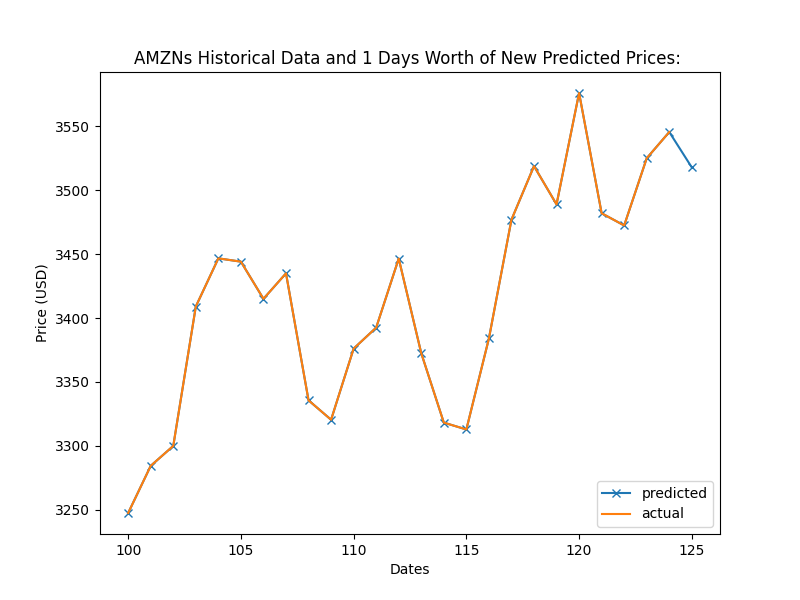 AMZNs Historical Data and 1 Days Worth of New Predicted Prices:
3550
3500
3450
3400
3350
3300
3250
Price (USD)
predicted
actual
100 105 110 115 120 125
Dates